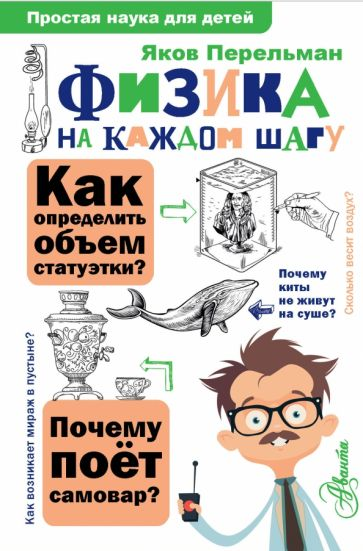 Простая наука для детей
Яков Перельман
ФИЗИКА
НА КАЖДОМ ШАГУ
Как
определить
объем
статуэтки?
Сколько весит воздух?
Почему
киты
не живут
на суше?
Как возникает мираж в пустыне?
Почему
поёт
самовар?
Аванта